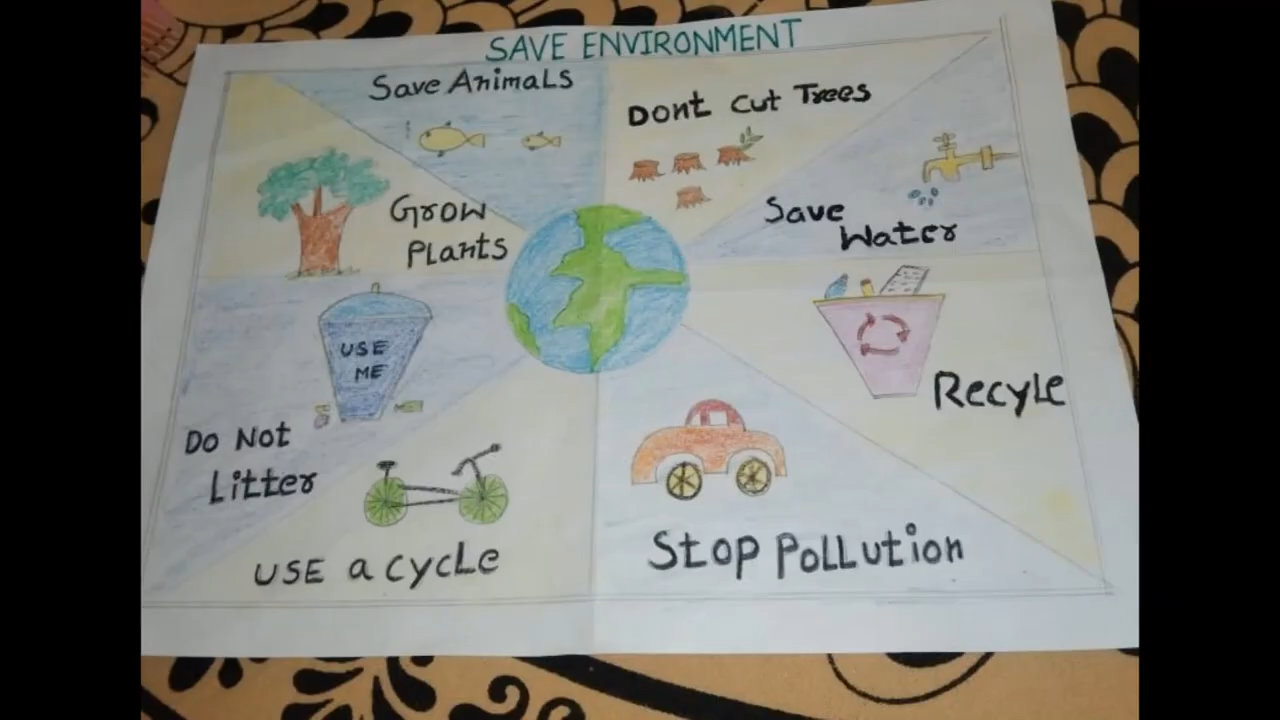 SAVE ENVIRONMENT
Save Animals
Dont Cut Trees
Grow
Plants
Save
Water
USE
ME
Recyle
Do Not
Litter
USE a cycle
Stop Pollution